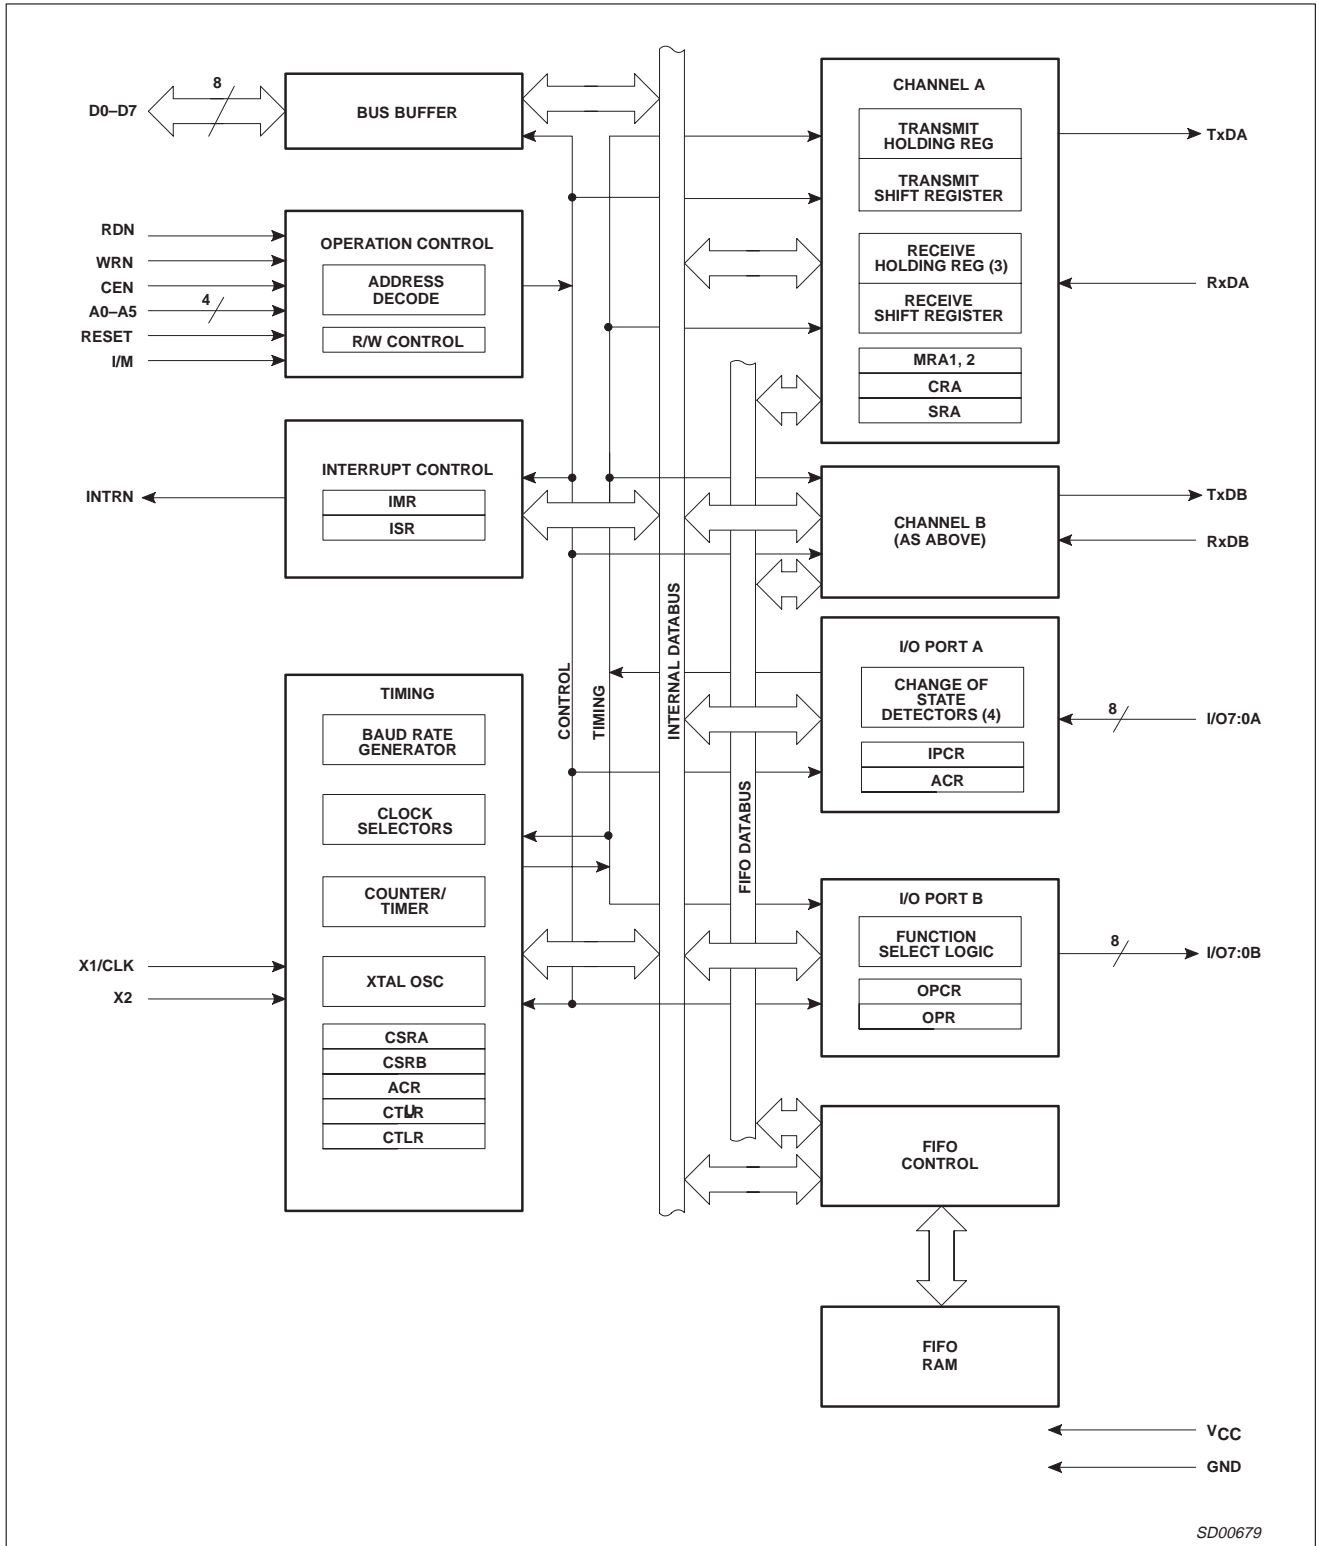 D0–D7
8
BUS BUFFER
RDN
WRN
CEN
A0–A5
4
RESET
I/M
OPERATION CONTROL
ADDRESS
DECODE
R/W CONTROL
INTRN
INTERRUPT CONTROL
IMR
ISR
TIMING
BAUD RATE
GENERATOR
CLOCK
SELECTORS
COUNTER/
TIMER
X1/CLK
X2
XTAL OSC
CSRA
CSRB
ACR
CTLR
CTLR
CONTROL
TIMING
INTERNAL DATABUS
FIFO DATABUS
CHANNEL A
TRANSMIT
HOLDING REG
TRANSMIT
SHIFT REGISTER
RECEIVE
HOLDING REG (3)
RECEIVE
SHIFT REGISTER
MRA1, 2
CRA
SRA
TxDA
RxDA
CHANNEL B
(AS ABOVE)
TxDB
RxDB
I/O PORT A
CHANGE OF
STATE
DETECTORS (4)
IPCR
ACR
8
I/O7:0A
I/O PORT B
FUNCTION
SELECT LOGIC
OPCR
OPR
8
I/O7:0B
FIFO
CONTROL
FIFO
RAM
VCC
GND
SD00679